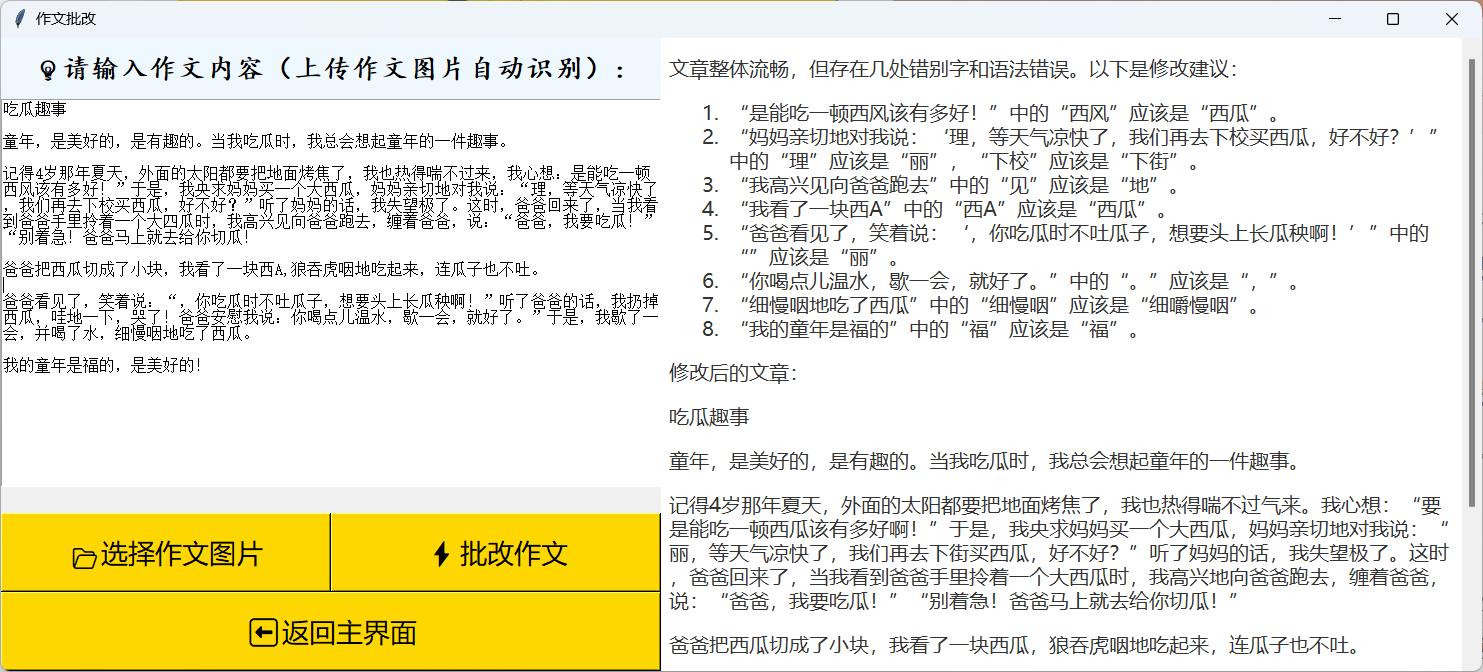 作文批改
请输入作文内容（上传作文图片自动识别）：
吃瓜趣事
童年，是美好的，是有趣的。当我吃瓜时，我总会想起童年的一件趣事。
记得4岁那年夏天，外面的太阳都要把地面烤焦了，我也热得喘不过来，我心想：是能吃一顿
西风该有多好！”于是，我央求妈妈买一个大西瓜，妈妈亲切地对我说：“理，等天气凉快了
，我们再去下校买西瓜，好不好？”听了妈妈的话，我失望极了。这时，爸爸回来了，当我看
到爸爸手里拎着一个大四瓜时，我高兴见向爸爸跑去，缠着爸爸，说：“爸爸，我要吃瓜！”
“别着急！爸爸马上就去给你切瓜！
爸爸把西瓜切成了小块，我看了一块西A,狼吞虎咽地吃起来，连瓜子也不吐。
爸爸看见了，笑着说：“，你吃瓜时不吐瓜子，想要头上长瓜秧啊！”听了爸爸的话，我扔掉
西瓜，哇地一下，哭了！爸爸安慰我说：你喝点儿温水，歇一会，就好了。”于是，我歇了一
会，并喝了水，细慢咽地吃了西瓜。
我的童年是福的，是美好的！
选择作文图片
批改作文
返回主界面
文章整体流畅，但存在几处错别字和语法错误。以下是修改建议：
1. “是能吃一顿西风该有多好！”中的“西风”应该是“西瓜”。
2. “妈妈亲切地对我说：‘理，等天气凉快了，我们再去下校买西瓜，好不好？’”
中的“理”应该是“丽”，“下校”应该是“下街”。
3. “我高兴见向爸爸跑去”中的“见”应该是“地”。
4. “我看了一块西A”中的“西A”应该是“西瓜”。
5. “爸爸看见了，笑着说：‘，你吃瓜时不吐瓜子，想要头上长瓜秧啊！’”中的
“”应该是“丽”。
6. “你喝点儿温水，歇一会，就好了。”中的“。”应该是“，”。
7. “细慢咽地吃了西瓜”中的“细慢咽”应该是“细嚼慢咽”。
8. “我的童年是福的”中的“福”应该是“福”。
修改后的文章：
吃瓜趣事
童年，是美好的，是有趣的。当我吃瓜时，我总会想起童年的一件趣事。
记得4岁那年夏天，外面的太阳都要把地面烤焦了，我也热得喘不过气来。我心想：“要
是能吃一顿西瓜该有多好啊！”于是，我央求妈妈买一个大西瓜，妈妈亲切地对我说：“
丽，等天气凉快了，我们再去下街买西瓜，好不好？”听了妈妈的话，我失望极了。这时
，爸爸回来了，当我看到爸爸手里拎着一个大西瓜时，我高兴地向爸爸跑去，缠着爸爸，
说：“爸爸，我要吃瓜！”“别着急！爸爸马上就去给你切瓜！”
爸爸把西瓜切成了小块，我看了一块西瓜，狼吞虎咽地吃起来，连瓜子也不吐。